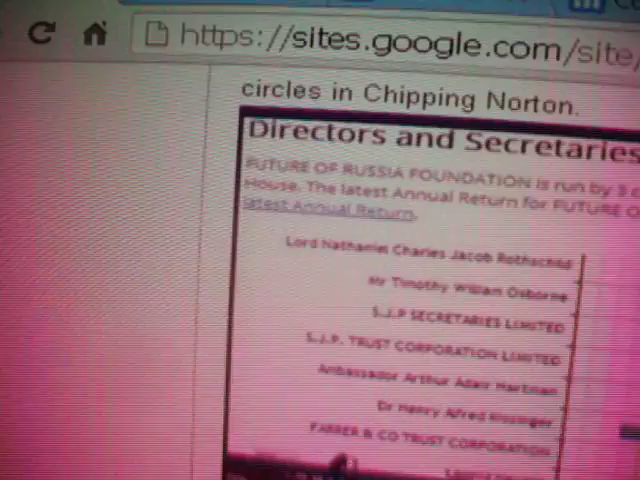 https://sites.google.com/site/
circles in Chipping Norton.
Directors and Secretaries
FUTURE OF RUSSIA FOUNDATION is run by 3
House. The latest Annual Return for FUTURE
latest Annual Return.
Lord Nathaniel Charles Jacob Rothschild
Mr Timothy William Osborne
S.J.P SECRETARIES LIMITED
S.J.P. TRUST CORPORATION LIMITED
Ambassador Arthur Adair Hartman
Dr Henry Alfred Kissinger
FARRER & CO TRUST CORPORATION